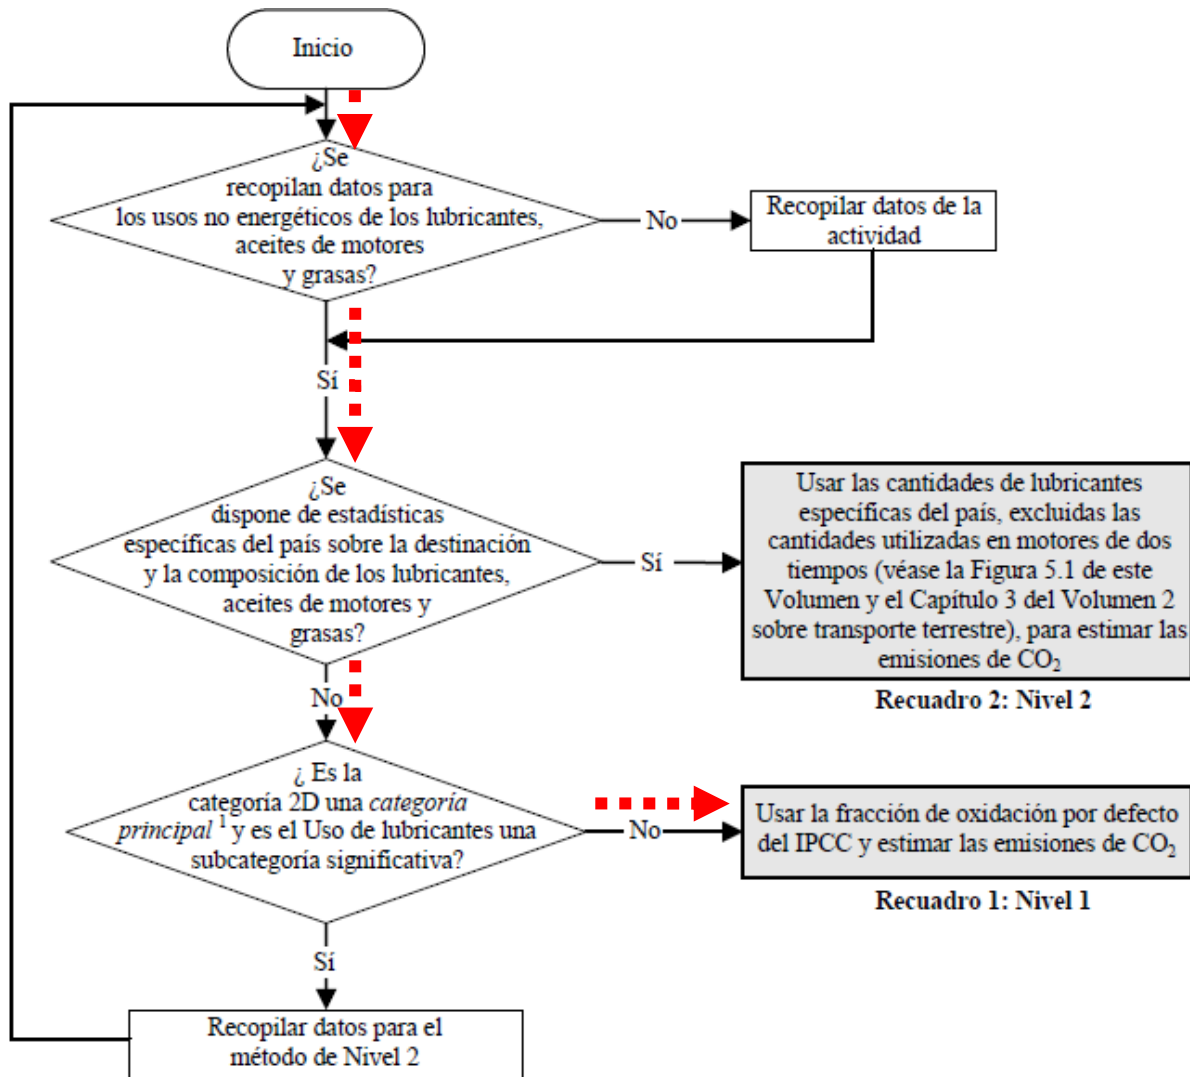 Inicio
¿Se
recopilan datos para
los usos no energéticos de los lubricantes,
aceites de motores
y grasas?
No
Recopilar datos de la
actividad
Sí
¿Se
dispone de estadísticas
específicas del país sobre la destinación
y la composición de los lubricantes,
aceites de motores y
grasas?
Sí
Usar las cantidades de lubricantes
específicas del país, excluidas las
cantidades utilizadas en motores de dos
tiempos (véase la Figura 5.1 de este
Volumen y el Capítulo 3 del Volumen 2
sobre transporte terrestre), para estimar las
emisiones de CO₂
Recuadro 2: Nivel 2
No
¿ Es la
categoría 2D una categoría
principal ¹ y es el Uso de lubricantes una
subcategoría significativa?
No
Usar la fracción de oxidación por defecto
del IPCC y estimar las emisiones de CO₂
Recuadro 1: Nivel 1
Sí
Recopilar datos para el
método de Nivel 2